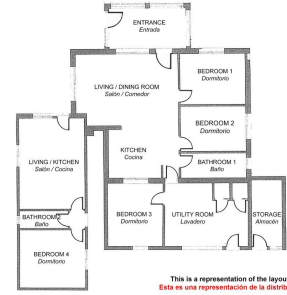 ENTRANCE
Entrada
LIVING / DINING ROOM
Salón / Comedor
BEDROOM 1
Dormitorio
BEDROOM 2
Dormitorio
KITCHEN
Cocina
BATHROOM 1
Baño
LIVING / KITCHEN
Salón / Cocina
BATHROOM 2
Baño
BEDROOM 3
Dormitorio
UTILITY ROOM
Lavadero
STORAGE
Almacén
BEDROOM 4
Dormitorio
This is a representation of the layou
Esta es una representación de la distrib